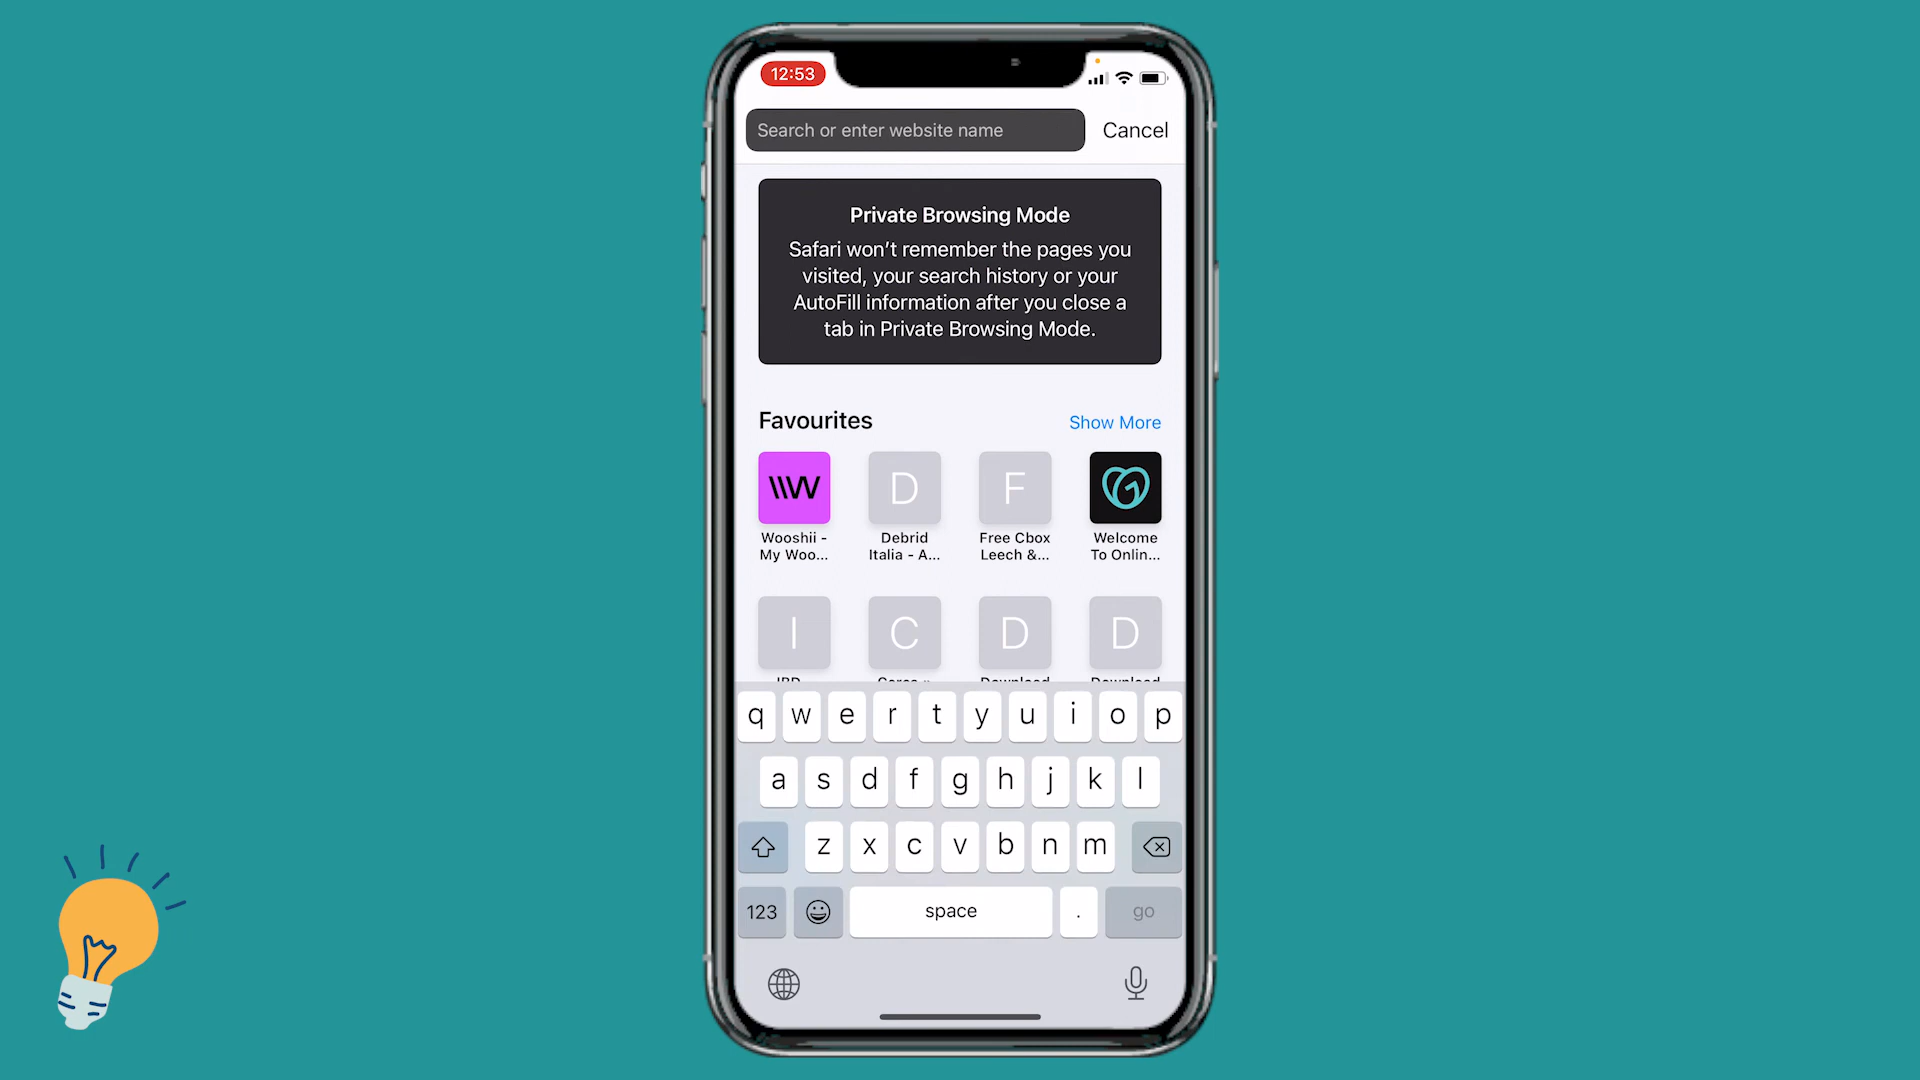 12:53
Search or enter website name
Cancel
Private Browsing Mode
Safari won’t remember the pages you
visited, your search history or your
AutoFill information after you close a
tab in Private Browsing Mode.
Favourites
Show More
W
D
F
Wooshii -
My Woo...
Debrid
Italia - A...
Free Cbox
Leech &...
Welcome
To Onlin...
I
C
D
D
q w e r t y u i o p
a s d f g h j k l
z x c v b n m
123
space
.
go